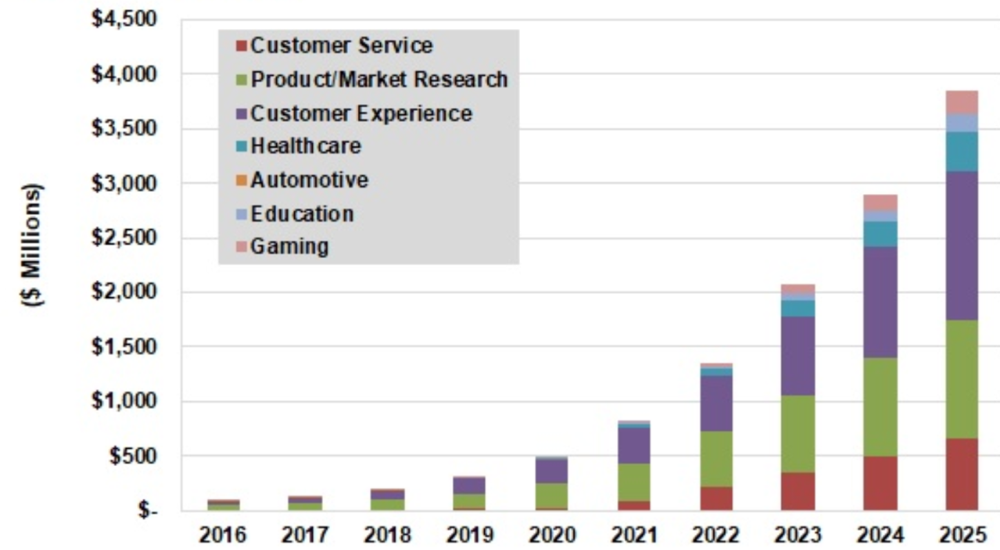 $4,500
$4,000
$3,500
$3,000
$2,500
$2,000
$1,500
$1,000
$500
$-
($ Millions)
Customer Service
Product/Market Research
Customer Experience
Healthcare
Automotive
Education
Gaming
2016 2017 2018 2019 2020 2021 2022 2023 2024 2025